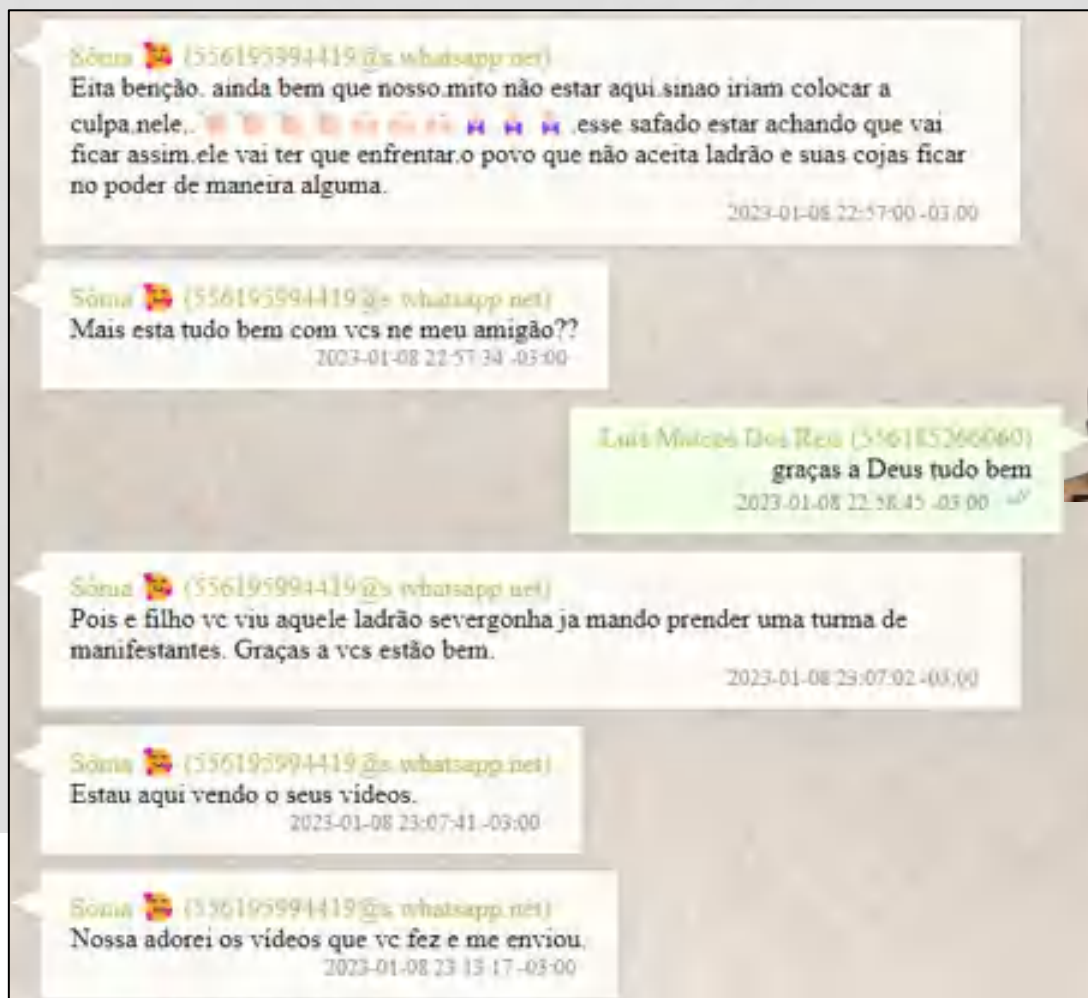 Sônia 🥰 (556195994419@s.whatsapp.net)
Eita benção. ainda bem que nosso.mito não estar aqui.sinao iriam colocar a
culpa.nele,. .esse safado estar achando que vai
ficar assim.ele vai ter que enfrentar.o povo que não aceita ladrão e suas cojas ficar
no poder de maneira alguma.
2023-01-08 22:57:00 -03:00
Sônia 🥰 (556195994419@s.whatsapp.net)
Mais esta tudo bem com vcs ne meu amigão??
2023-01-08 22:57:34 -03:00
Luis Marcos Dos Reis (556185266060)
graças a Deus tudo bem
2023-01-08 22:58:45 -03:00
Sônia 🥰 (556195994419@s.whatsapp.net)
Pois e filho vc viu aquele ladrão severgonha ja mando prender uma turma de
manifestantes. Graças a vcs estão bem.
2023-01-08 23:07:02 -03:00
Sônia 🥰 (556195994419@s.whatsapp.net)
Estau aqui vendo o seus vídeos.
2023-01-08 23:07:41 -03:00
Sônia 🥰 (556195994419@s.whatsapp.net)
Nossa adorei os vídeos que vc fez e me enviou.
2023-01-08 23:13:17 -03:00